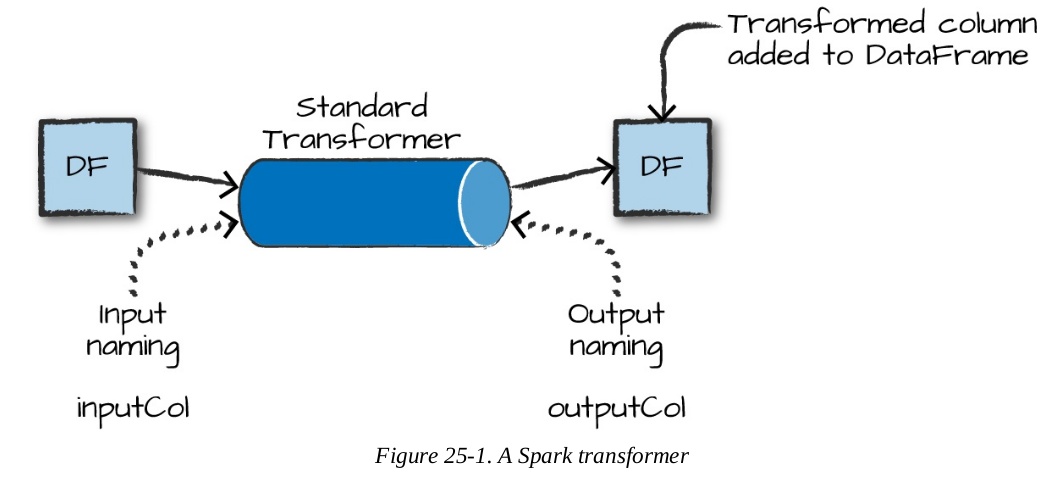 Transformed column
added to DataFrame
Standard
Transformer
DF
DF
Input
naming
inputCol
Output
naming
outputCol
Figure 25-1. A Spark transformer